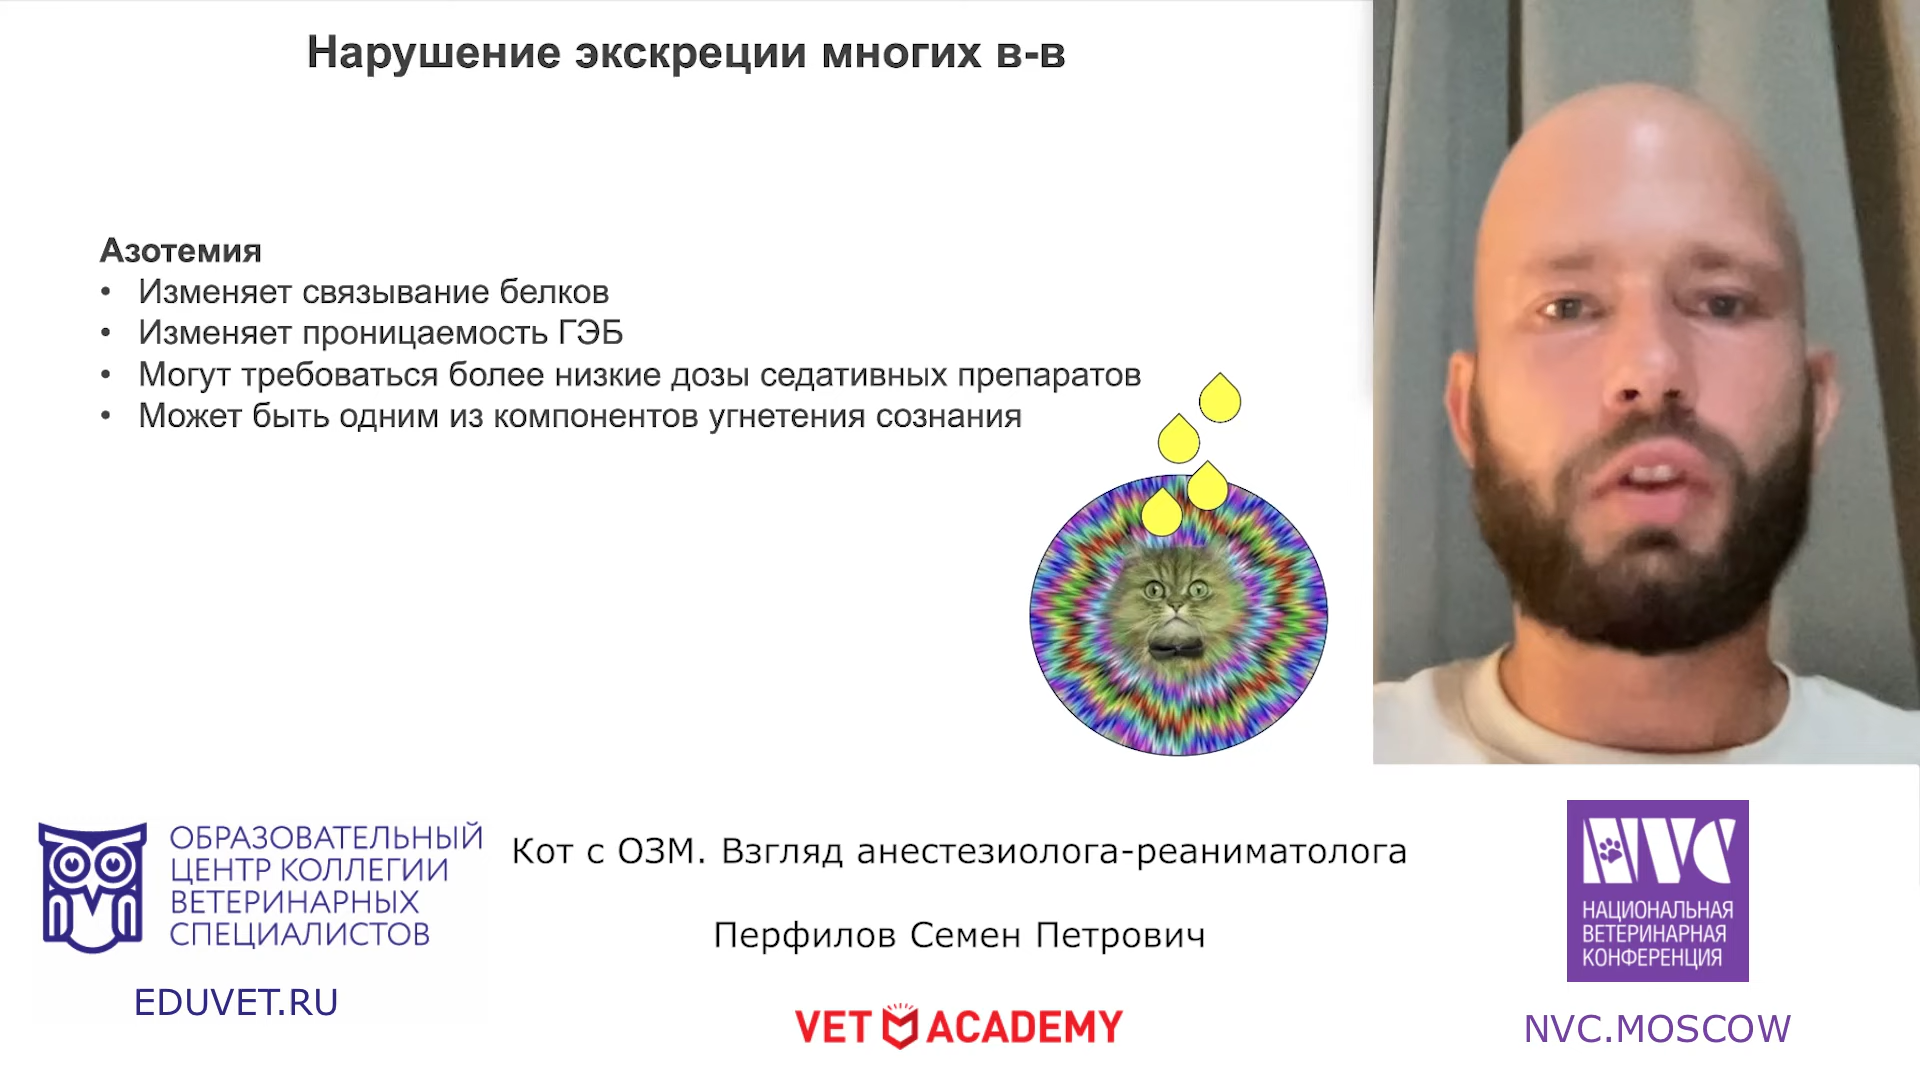 Нарушение экскреции многих в-в
Азотемия
• Изменяет связывание белков
• Изменяет проницаемость ГЭБ
• Могут требоваться более низкие дозы седативных препаратов
• Может быть одним из компонентов угнетения сознания
ОБРАЗОВАТЕЛЬНЫЙ
ЦЕНТР КОЛЛЕГИИ
ВЕТЕРИНАРНЫХ
СПЕЦИАЛИСТОВ
EDUVET.RU
Кот с ОЗМ. Взгляд анестезиолога-реаниматолога
Перфилов Семен Петрович
VET ACADEMY
NVC
НАЦИОНАЛЬНАЯ
ВЕТЕРИНАРНАЯ
КОНФЕРЕНЦИЯ
NVC.MOSCOW